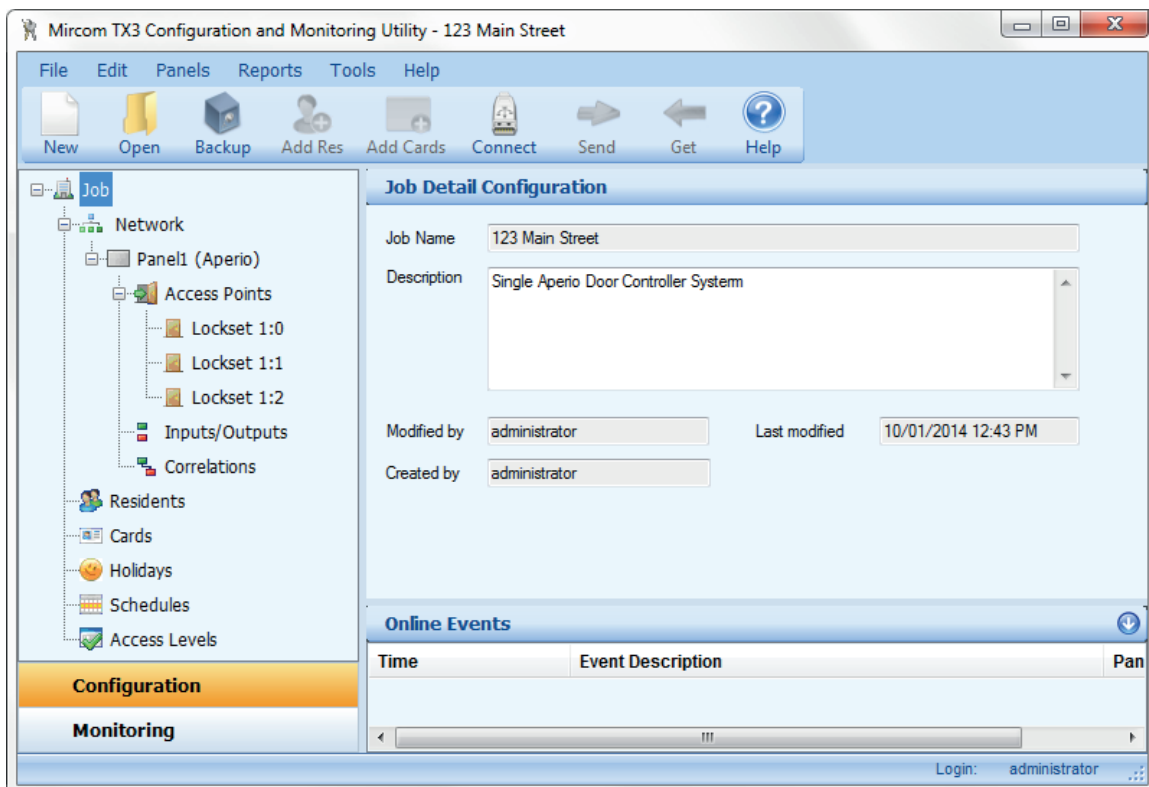 Mircom TX3 Configuration and Monitoring Utility - 123 Main Street
File Edit Panels Reports Tools Help
New Open Backup Add Res Add Cards Connect Send Get Help
Job
Network
Panel1 (Aperio)
Access Points
Lockset 1:0
Lockset 1:1
Lockset 1:2
Inputs/Outputs
Correlations
Residents
Cards
Holidays
Schedules
Access Levels
Configuration
Monitoring
Job Detail Configuration
Job Name 123 Main Street
Description Single Aperio Door Controller Systerm
Modified by administrator Last modified 10/01/2014 12:43 PM
Created by administrator
Online Events
Time Event Description Pan
Login: administrator